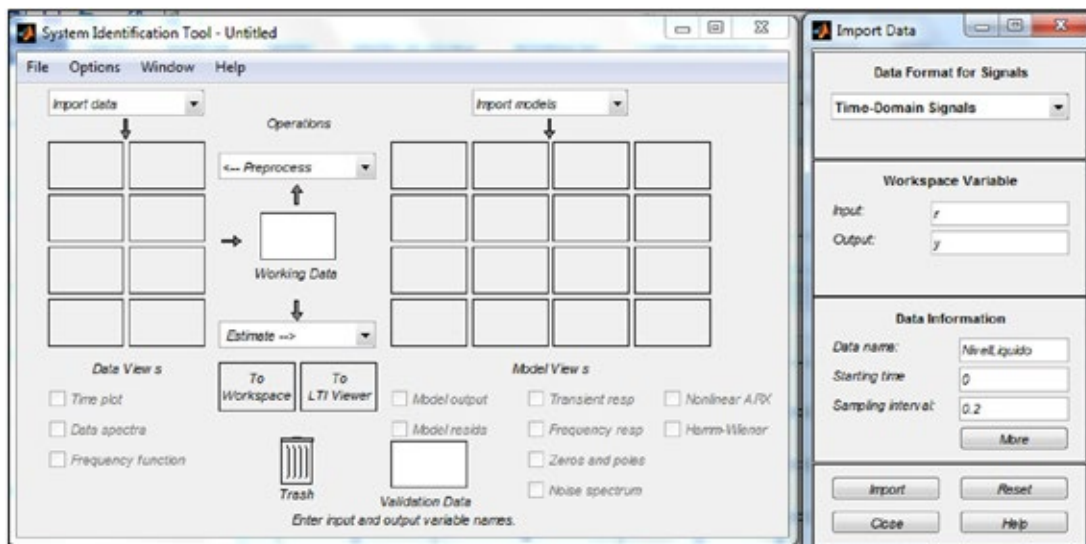 System Identification Tool - Untitled
File Options Window Help
Import data
Import models
Operations
<-- Preprocess
Working Data
Estimate -->
Data Views
To Workspace
To LTI Viewer
Model Views
Time plot
Data spectra
Frequency function
Model output
Model resids
Transient resp
Frequency resp
Zeros and poles
Noise spectrum
Nonlinear ARX
Hamm-Wiener
Trash
Validation Data
Enter input and output variable names.
Import Data
Data Format for Signals
Time-Domain Signals
Workspace Variable
Input: r
Output: y
Data Information
Data name: NivelLiquido
Starting time 0
Sampling interval: 0.2
More
Import Reset
Close Help